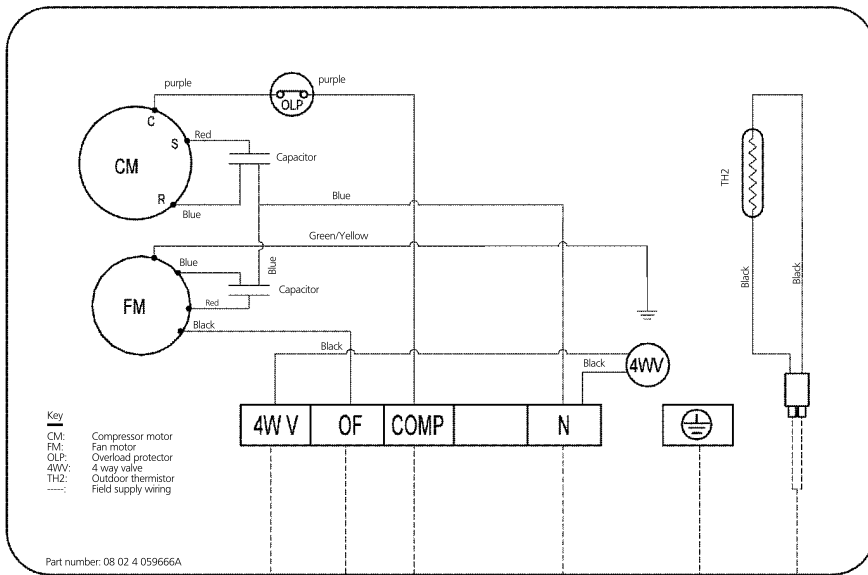 purple
purple
OLP
C
S
Red
CM
Capacitor
R
Blue
Blue
TH2
Green/Yellow
Blue
Blue
Capacitor
FM
Red
Black
Black
Black
Black
Black
4WV
4W V
OF
COMP
N
Key
CM: Compressor motor
FM: Fan motor
OLP: Overload protector
4WV: 4 way valve
TH2: Outdoor thermistor
-----: Field supply wiring
Part number: 08 02 4 059666A